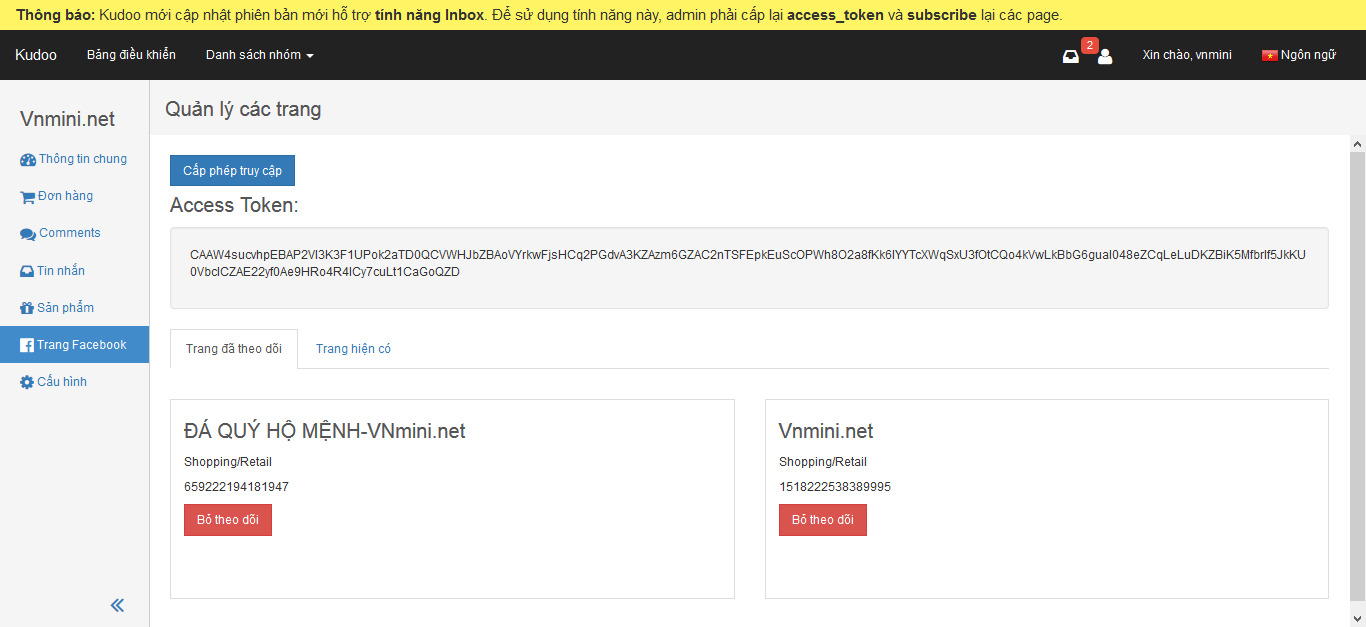 Thông báo: Kudoo mới cập nhật phiên bản mới hỗ trợ tính năng Inbox. Để sử dụng tính năng này, admin phải cấp lại access_token và subscribe lại các page.
Kudoo Bảng điều khiển Danh sách nhóm 2 Xin chào, vnmini Ngôn ngữ
Vnmini.net
Thông tin chung
Đơn hàng
Comments
Tin nhắn
Sản phẩm
Trang Facebook
Cấu hình
Quản lý các trang
Cấp phép truy cập
Access Token:
CAAW4sucvhpEBAP2Vl3K3F1UPok2aTD0QCVWHJbZBAoVYrkwFjsHCq2PGdvA3KZAzm6GZAC2nTSFEpkEuScOPWh8O2a8fKk6IYYTcXWqSxU3fOtCQo4kVwLkBbG6gual048eZCqLeLuDKZBiK5Mfbrlf5JkKU
0VbclCZAE22yf0Ae9HRo4R4lCy7cuLt1CaGoQZD
Trang đã theo dõi Trang hiện có
ĐÁ QUÝ HỘ MỆNH-VNmini.net
Shopping/Retail
659222194181947
Bỏ theo dõi
Vnmini.net
Shopping/Retail
1518222538389995
Bỏ theo dõi